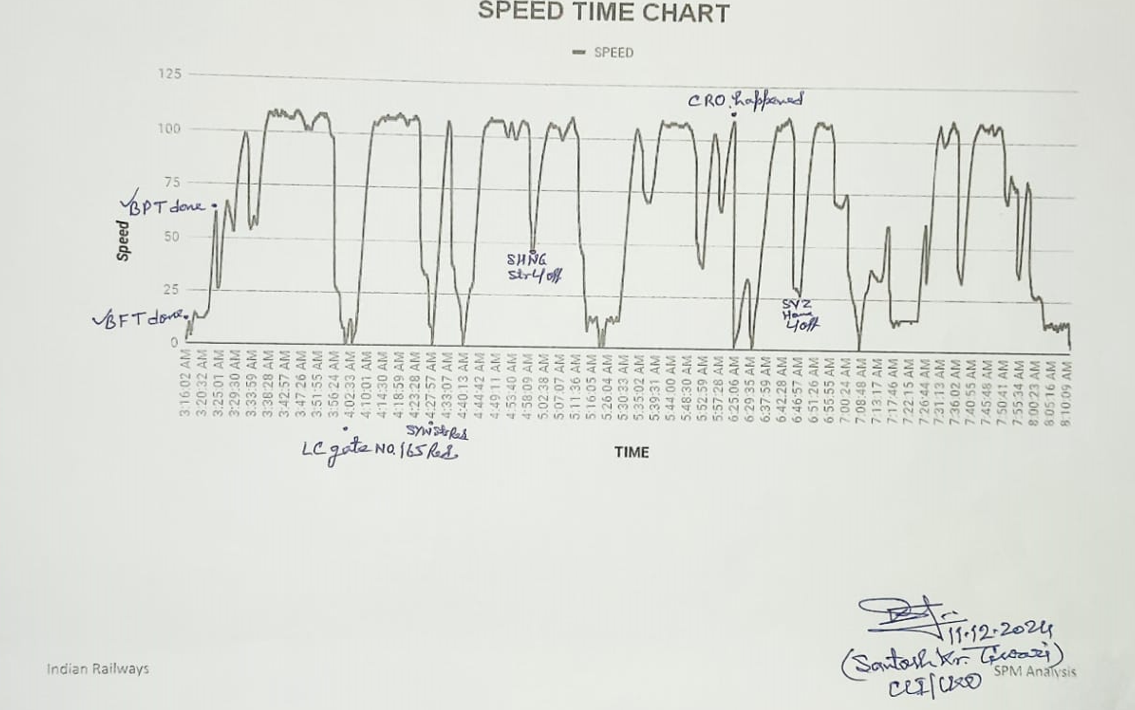 SPEED TIME CHART
SPEED
125
CRO happened
100
75
BPT done
50
Speed
SHNG
Str 4 off
25
SYZ
Home
4 off
BFT done
0
3:16:02 AM
3:20:32 AM
3:25:01 AM
3:29:30 AM
3:33:59 AM
3:38:28 AM
3:42:57 AM
3:47:26 AM
3:51:55 AM
3:56:24 AM
4:02:33 AM
4:10:01 AM
4:14:30 AM
4:18:59 AM
4:23:28 AM
4:27:57 AM
4:33:07 AM
4:40:13 AM
4:44:42 AM
4:49:11 AM
4:53:40 AM
4:58:09 AM
5:02:38 AM
5:07:07 AM
5:11:36 AM
5:16:05 AM
5:26:04 AM
5:30:33 AM
5:35:02 AM
5:39:31 AM
5:44:00 AM
5:48:30 AM
5:52:59 AM
5:57:28 AM
6:25:06 AM
6:29:35 AM
6:37:59 AM
6:42:28 AM
6:46:57 AM
6:51:26 AM
6:55:55 AM
7:00:24 AM
7:08:48 AM
7:13:17 AM
7:17:46 AM
7:22:15 AM
7:26:44 AM
7:31:13 AM
7:36:02 AM
7:40:55 AM
7:45:48 AM
7:50:41 AM
7:55:34 AM
8:00:23 AM
8:05:16 AM
8:10:09 AM
SYW Str Red
LC gate NO. 165 Red
TIME
11.12.2024
(Santosh Kr. Tiwari)
Indian Railways
SPM Analysis